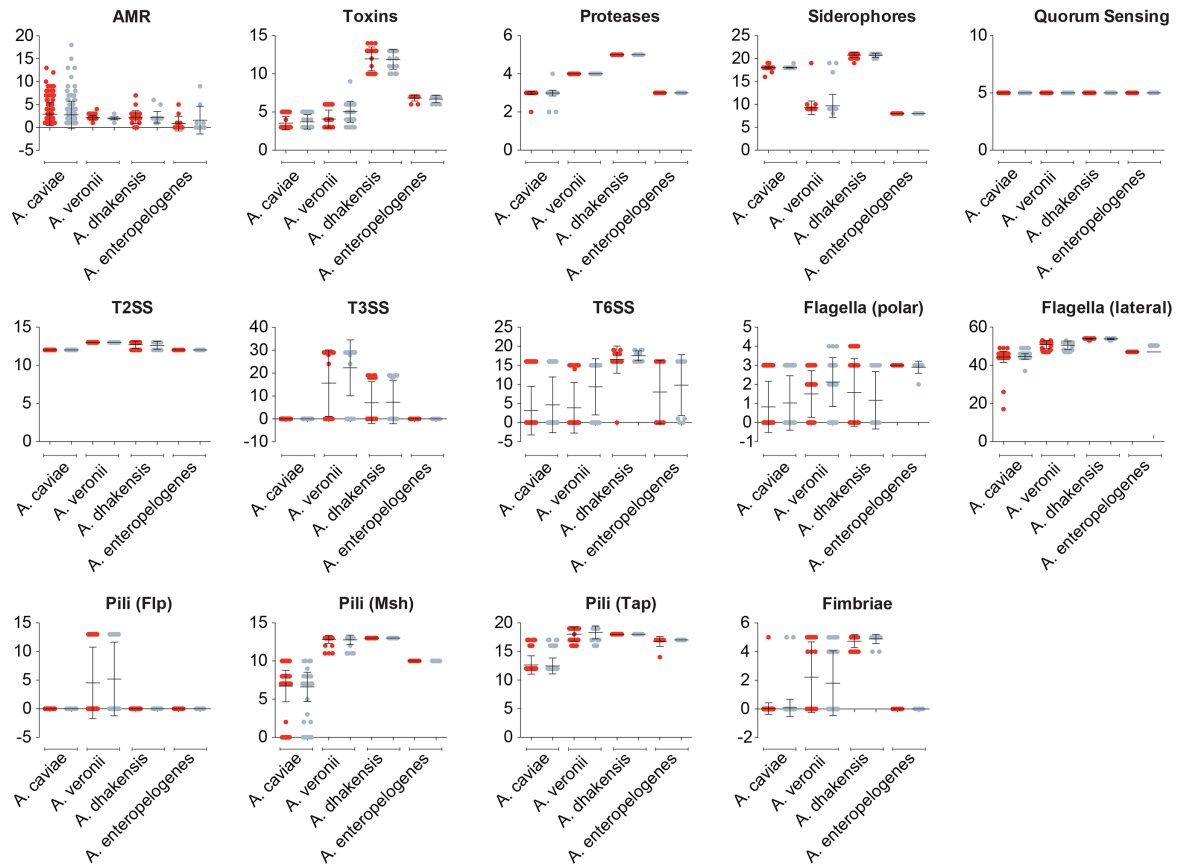 AMR
20
15
10
5
0
-5
A. caviae
A. veronii
A. dhakensis
A. enteropelogenes
Toxins
15
10
5
0
A. caviae
A. veronii
A. dhakensis
A. enteropelogenes
Proteases
6
4
2
0
A. caviae
A. veronii
A. dhakensis
A. enteropelogenes
Siderophores
25
20
15
10
5
0
A. caviae
A. veronii
A. dhakensis
A. enteropelogenes
Quorum Sensing
10
5
0
A. caviae
A. veronii
A. dhakensis
A. enteropelogenes
T2SS
15
10
5
0
A. caviae
A. veronii
A. dhakensis
A. enteropelogenes
T3SS
40
30
20
10
0
-10
A. caviae
A. veronii
A. dhakensis
A. enteropelogenes
T6SS
25
20
15
10
5
0
-5
A. caviae
A. veronii
A. dhakensis
A. enteropelogenes
Flagella (polar)
5
4
3
2
1
0
-1
A. caviae
A. veronii
A. dhakensis
A. enteropelogenes
Flagella (lateral)
60
40
20
0
A. caviae
A. veronii
A. dhakensis
A. enteropelogenes
Pili (Flp)
15
10
5
0
-5
A. caviae
A. veronii
A. dhakensis
A. enteropelogenes
Pili (Msh)
15
10
5
0
A. caviae
A. veronii
A. dhakensis
A. enteropelogenes
Pili (Tap)
20
15
10
5
0
A. caviae
A. veronii
A. dhakensis
A. enteropelogenes
Fimbriae
6
4
2
0
-2
A. caviae
A. veronii
A. dhakensis
A. enteropelogenes